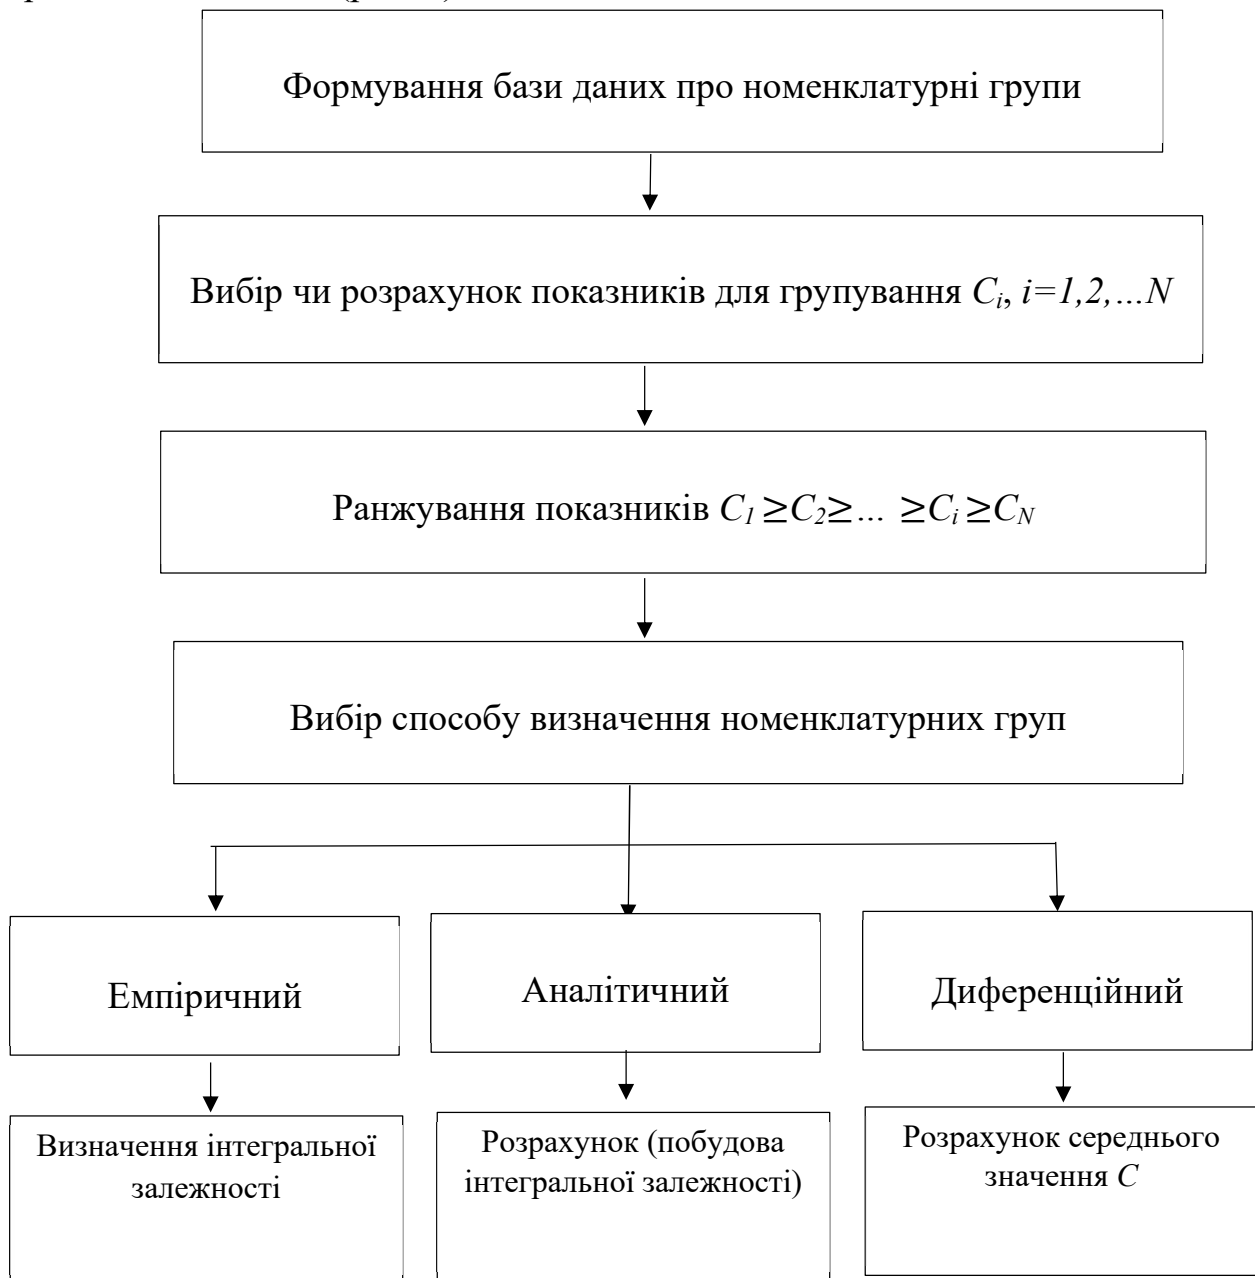 Формування бази даних про номенклатурні групи
Вибір чи розрахунок показників для групування Cᵢ, i=1,2,…N
Ранжування показників C₁ ≥C₂≥… ≥Cᵢ ≥C_N
Вибір способу визначення номенклатурних груп
Емпіричний
Аналітичний
Диференційний
Визначення інтегральної
залежності
Розрахунок (побудова
інтегральної залежності)
Розрахунок середнього
значення C